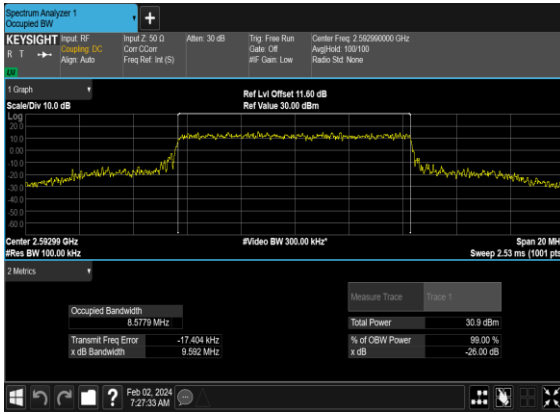 Spectrum Analyzer 1
Occupied BW
+
KEYSIGHT
R T
LXI
Input: RF
Coupling: DC
Align: Auto
Input Z: 50 Ω
Corr CCorr
Freq Ref: Int (S)
Atten: 30 dB
Trig: Free Run
Gate: Off
#IF Gain: Low
Center Freq: 2.592990000 GHz
Avg|Hold: 100/100
Radio Std: None
1 Graph
Scale/Div 10.0 dB
Ref Lvl Offset 11.60 dB
Ref Value 30.00 dBm
Log
20.0
10.0
0.00
-10.0
-20.0
-30.0
-40.0
-50.0
-60.0
Center 2.59299 GHz
#Res BW 100.00 kHz
#Video BW 300.00 kHz*
Span 20 MH
Sweep 2.53 ms (1001 pts
2 Metrics
Measure Trace
Trace 1
Occupied Bandwidth
8.5779 MHz
Total Power
30.9 dBm
Transmit Freq Error
-17.404 kHz
% of OBW Power
99.00 %
x dB Bandwidth
9.592 MHz
x dB
-26.00 dB
?
Feb 02, 2024
7:27:33 AM